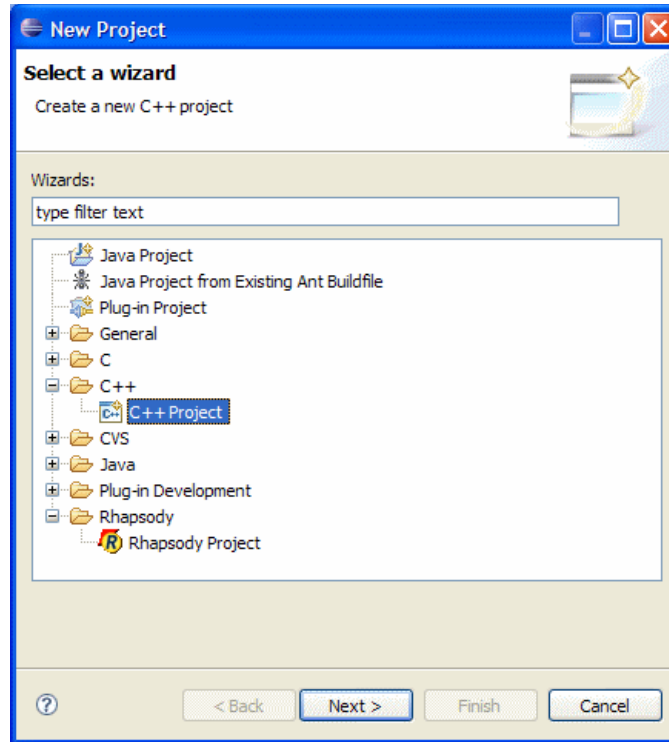 New Project
Select a wizard
Create a new C++ project
Wizards:
type filter text
Java Project
Java Project from Existing Ant Buildfile
Plug-in Project
General
C
C++
C++ Project
CVS
Java
Plug-in Development
Rhapsody
Rhapsody Project
< Back Next > Finish Cancel